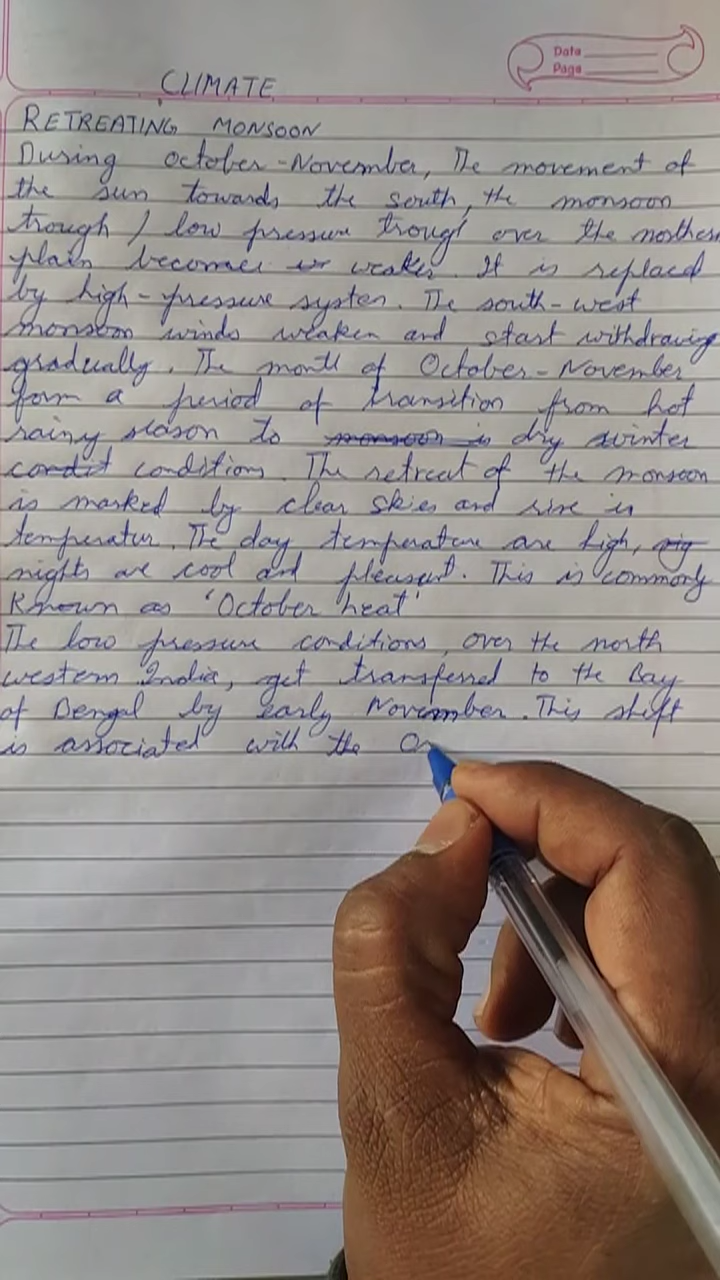 Date
Page
CLIMATE
RETREATING MONSOON
During october-November, The movement of
the sun towards the south, the monsoon
trough / low pressure trough over the northern
plain becomes weaker. It is replaced
by high-pressure system. The south-west
monsoon winds weaken and start withdrawing
gradually. The month of October-November
form a period of transition from hot
rainy season to monsoon is dry winter
condit conditions. The retreat of the monsoon
is marked by clear skies and rise in
temperatur. The day temperature are high, nig
nights are cool and pleasant. This is commonly
Known as 'October heat'
The low pressure conditions, over the north
western India, get transferred to the Bay
of Bengal by early November. This shift
is associated with the